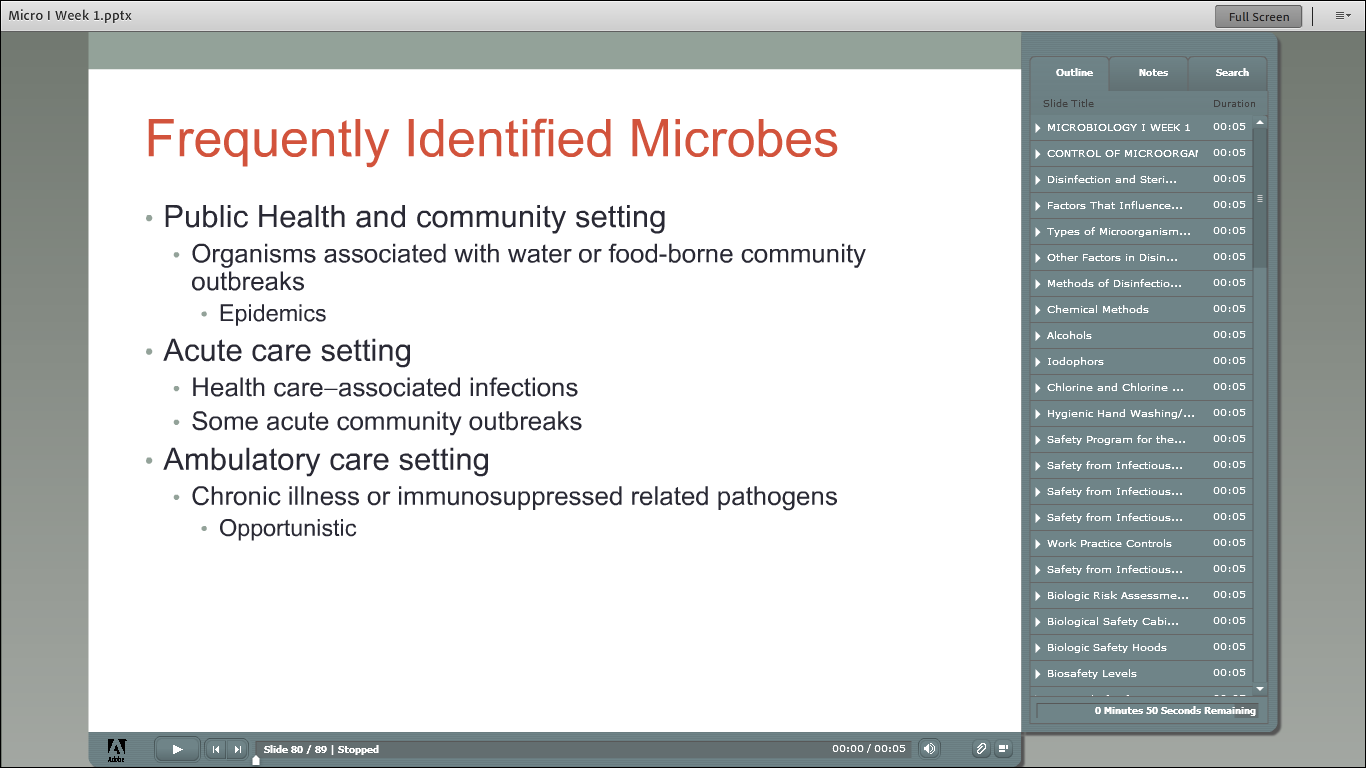 Micro I Week 1.pptx
Full Screen
Frequently Identified Microbes
• Public Health and community setting
• Organisms associated with water or food-borne community
outbreaks
• Epidemics
• Acute care setting
• Health care–associated infections
• Some acute community outbreaks
• Ambulatory care setting
• Chronic illness or immunosuppressed related pathogens
• Opportunistic
Outline Notes Search
Slide Title Duration
MICROBIOLOGY I WEEK 1 00:05
CONTROL OF MICROORGAN 00:05
Disinfection and Steri... 00:05
Factors That Influence... 00:05
Types of Microorganism... 00:05
Other Factors in Disin... 00:05
Methods of Disinfectio... 00:05
Chemical Methods 00:05
Alcohols 00:05
Iodophors 00:05
Chlorine and Chlorine ... 00:05
Hygienic Hand Washing/... 00:05
Safety Program for the... 00:05
Safety from Infectious... 00:05
Safety from Infectious... 00:05
Safety from Infectious... 00:05
Work Practice Controls 00:05
Safety from Infectious... 00:05
Biologic Risk Assessme... 00:05
Biological Safety Cabi... 00:05
Biologic Safety Hoods 00:05
Biosafety Levels 00:05
0 Minutes 50 Seconds Remaining
Adobe
Slide 80 / 89 | Stopped 00:00 / 00:05